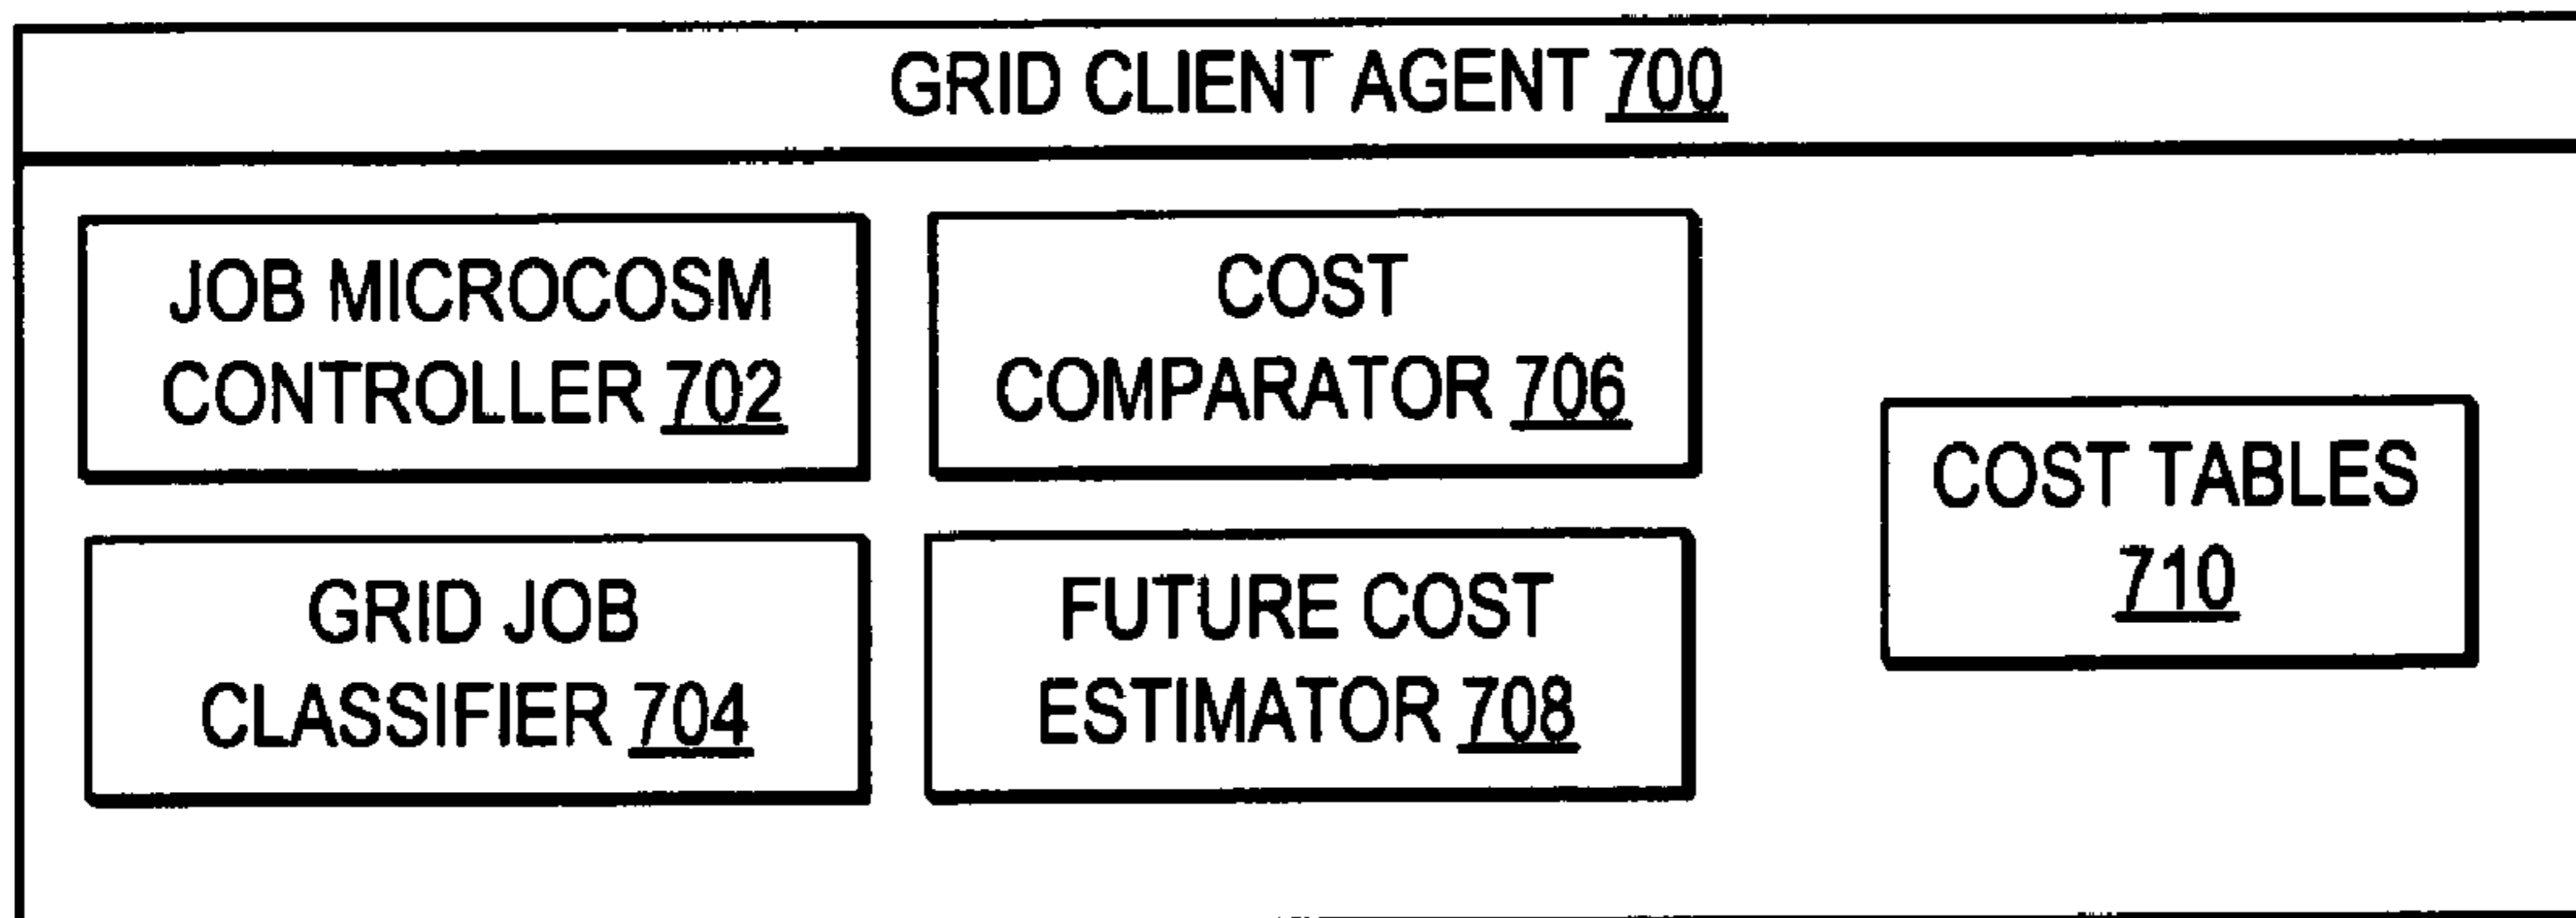 GRID CLIENT AGENT 700
JOB MICROCOSM
CONTROLLER 702
COST
COMPARATOR 706
GRID JOB
CLASSIFIER 704
FUTURE COST
ESTIMATOR 708
COST TABLES
710